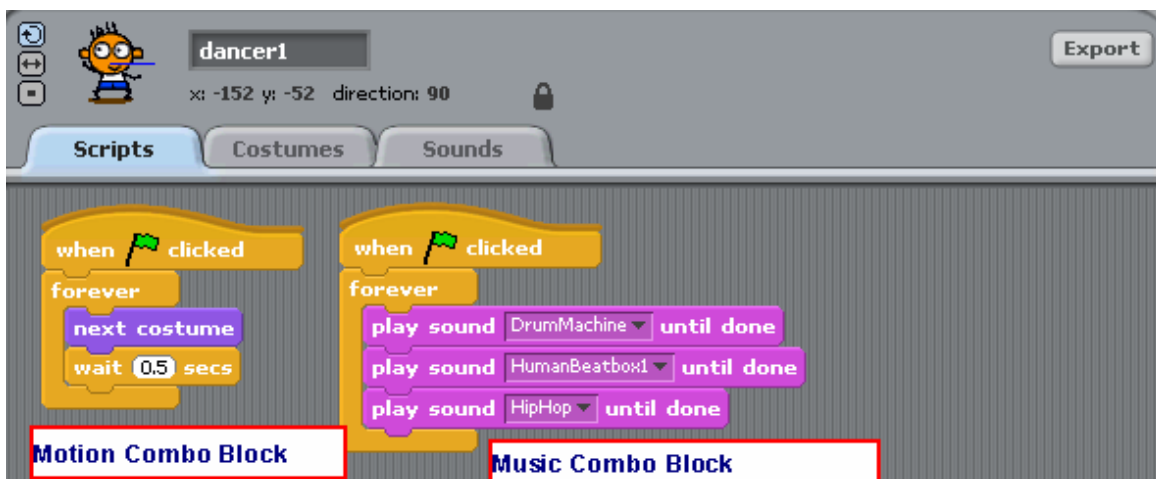 dancer1
Export
x: -152 y: -52 direction: 90
Scripts
Costumes
Sounds
when clicked
forever
next costume
wait 0.5 secs
Motion Combo Block
when clicked
forever
play sound DrumMachine until done
play sound HumanBeatbox1 until done
play sound HipHop until done
Music Combo Block